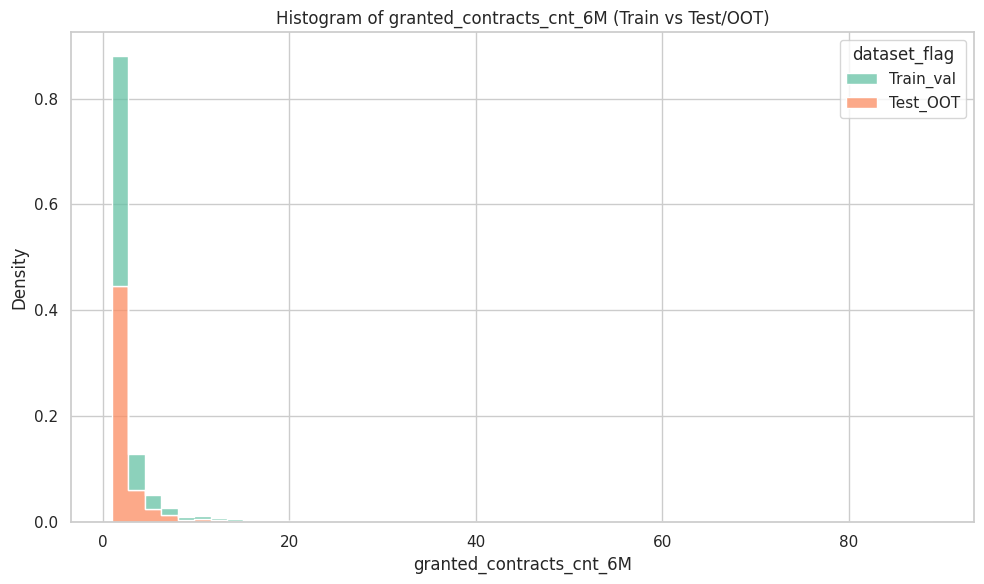 Histogram of granted_contracts_cnt_6M (Train vs Test/OOT)
dataset_flag
Train_val
Test_OOT
Density
0.8
0.6
0.4
0.2
0.0
0
20
40
60
80
granted_contracts_cnt_6M